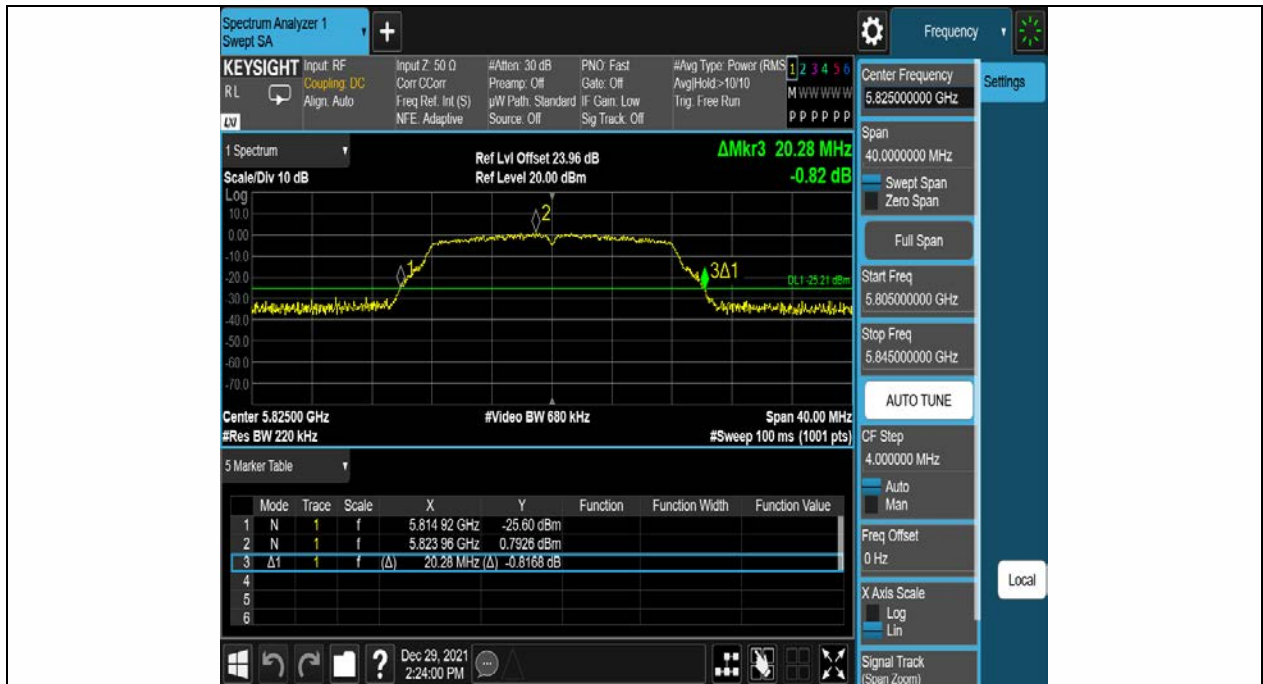 Spectrum Analyzer 1
Swept SA
+
Frequency
KEYSIGHT
RL
LXI
Input: RF
Coupling: DC
Align: Auto
Input Z: 50 Ω
Corr CCorr
Freq Ref: Int (S)
NFE: Adaptive
#Atten: 30 dB
Preamp: Off
µW Path: Standard
Source: Off
PNO: Fast
Gate: Off
IF Gain: Low
Sig Track: Off
#Avg Type: Power (RMS
Avg|Hold:>10/10
Trig: Free Run
1 2 3 4 5 6
M W W W W W
P P P P P P
1 Spectrum
Scale/Div 10 dB
Ref Lvl Offset 23.96 dB
Ref Level 20.00 dBm
ΔMkr3 20.28 MHz
-0.82 dB
Log
10.0
0.00
-10.0
-20.0
-30.0
-40.0
-50.0
-60.0
-70.0
1
2
3Δ1
DL1 -25.21 dBm
Center 5.82500 GHz
#Video BW 680 kHz
Span 40.00 MHz
#Res BW 220 kHz
#Sweep 100 ms (1001 pts)
5 Marker Table
Mode Trace Scale X Y Function Function Width Function Value
1 N 1 f 5.814 92 GHz -25.60 dBm
2 N 1 f 5.823 96 GHz 0.7926 dBm
3 Δ1 1 f (Δ) 20.28 MHz (Δ) -0.8168 dB
4
5
6
?
Dec 29, 2021
2:24:00 PM
Center Frequency
5.825000000 GHz
Settings
Span
40.0000000 MHz
Swept Span
Zero Span
Full Span
Start Freq
5.805000000 GHz
Stop Freq
5.845000000 GHz
AUTO TUNE
CF Step
4.000000 MHz
Auto
Man
Freq Offset
0 Hz
X Axis Scale
Log
Lin
Local
Signal Track
(Span Zoom)